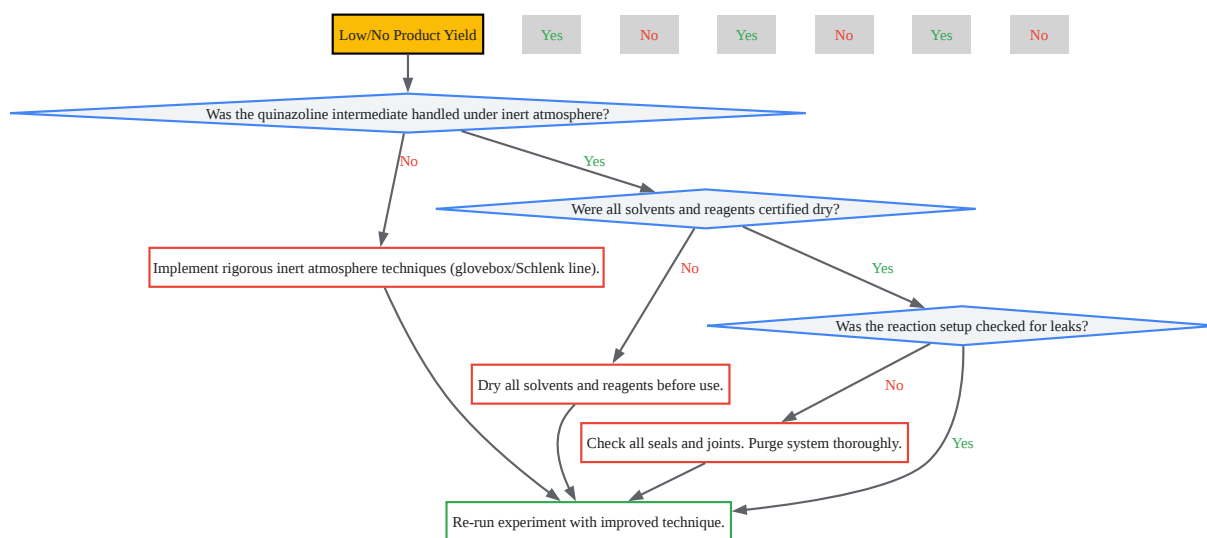 Low/No Product Yield
Yes
No
Yes
No
Yes
No
Was the quinazoline intermediate handled under inert atmosphere?
No
Yes
Were all solvents and reagents certified dry?
Implement rigorous inert atmosphere techniques (glovebox/Schlenk line).
No
Yes
Was the reaction setup checked for leaks?
Dry all solvents and reagents before use.
No
Check all seals and joints. Purge system thoroughly.
Yes
Re-run experiment with improved technique.